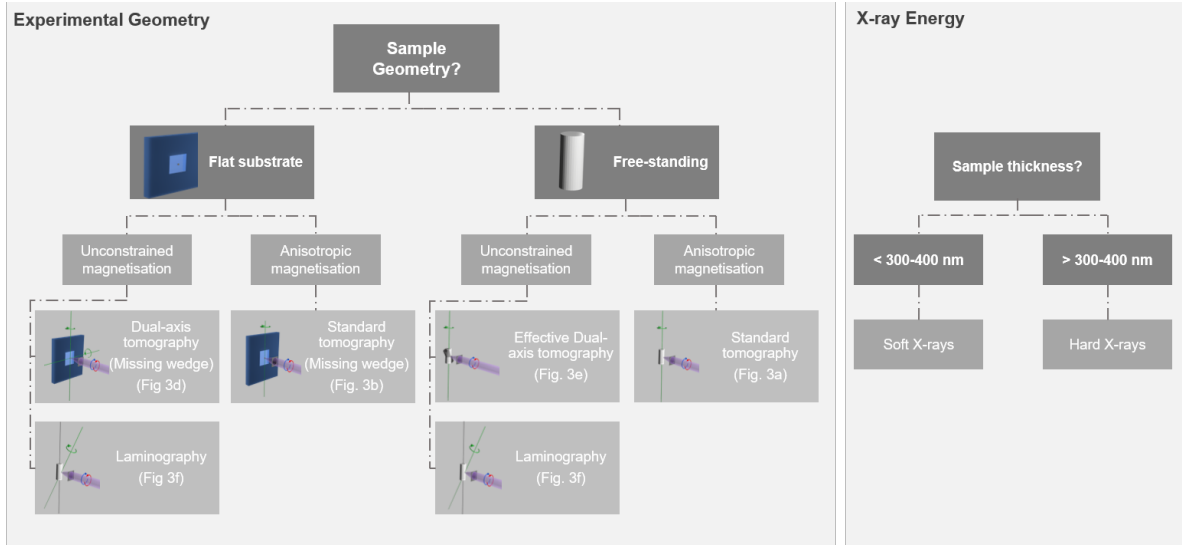 Experimental Geometry
Sample
Geometry?
Flat substrate
Free-standing
Unconstrained
magnetisation
Anisotropic
magnetisation
Unconstrained
magnetisation
Anisotropic
magnetisation
Dual-axis
tomography
(Missing wedge)
(Fig 3d)
Standard
tomography
(Missing wedge)
(Fig. 3b)
Effective Dual-
axis tomography
(Fig. 3e)
Standard
tomography
(Fig. 3a)
Laminography
(Fig 3f)
Laminography
(Fig. 3f)
X-ray Energy
Sample thickness?
< 300-400 nm
> 300-400 nm
Soft X-rays
Hard X-rays